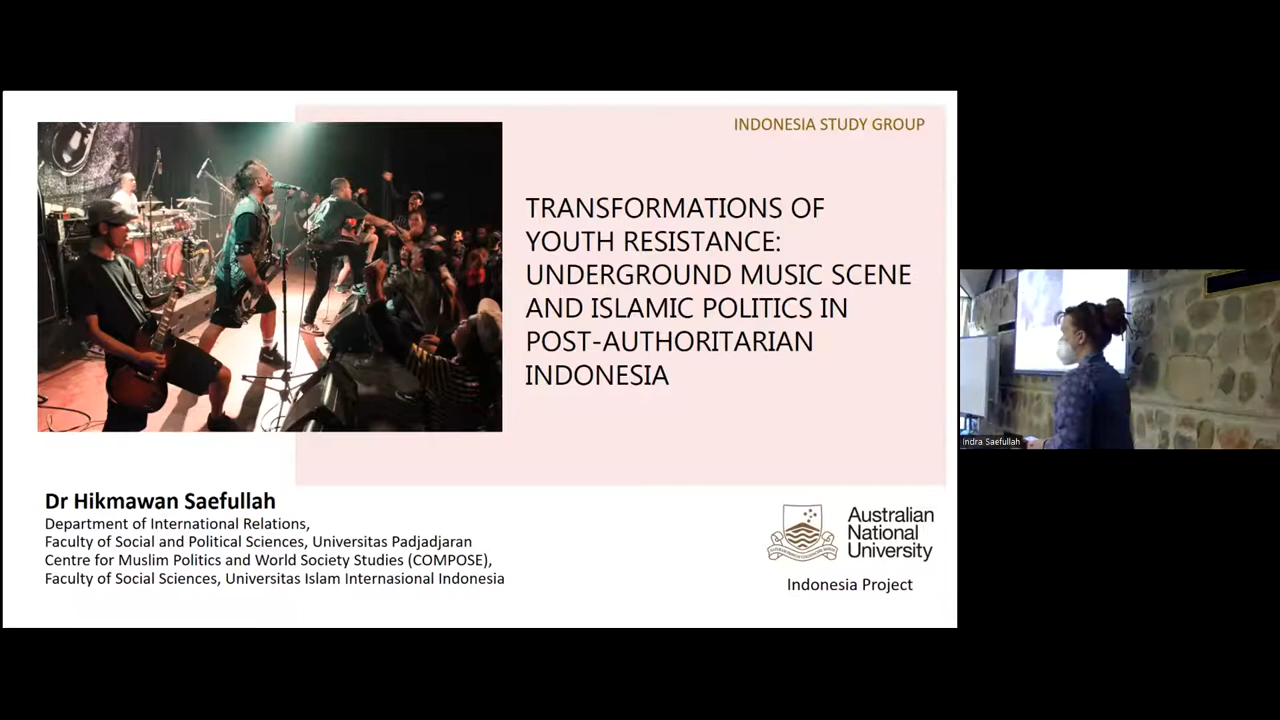 INDONESIA STUDY GROUP
TRANSFORMATIONS OF
YOUTH RESISTANCE:
UNDERGROUND MUSIC SCENE
AND ISLAMIC POLITICS IN
POST-AUTHORITARIAN
INDONESIA
Dr Hikmawan Saefullah
Department of International Relations,
Faculty of Social and Political Sciences, Universitas Padjadjaran
Centre for Muslim Politics and World Society Studies (COMPOSE),
Faculty of Social Sciences, Universitas Islam Internasional Indonesia
Australian
National
University
Indonesia Project
Indra Saefullah